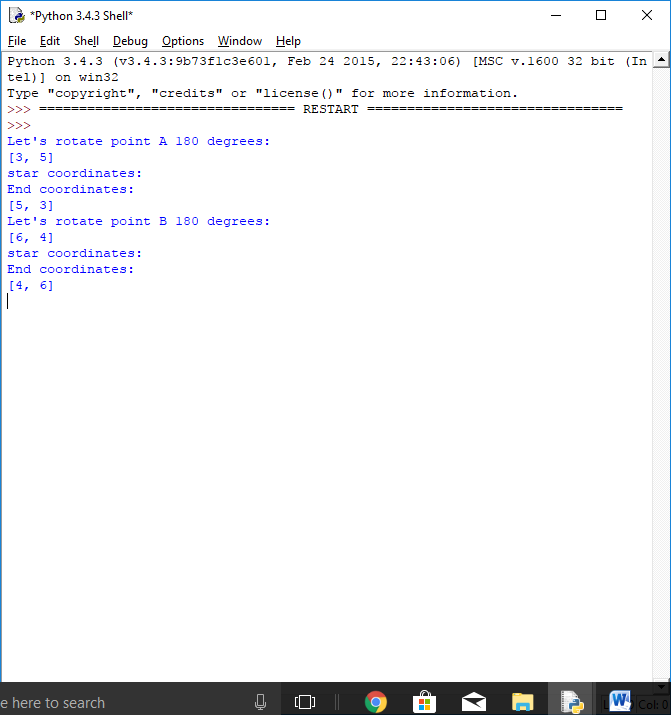 *Python 3.4.3 Shell*
File Edit Shell Debug Options Window Help
Python 3.4.3 (v3.4.3:9b73f1c3e601, Feb 24 2015, 22:43:06) [MSC v.1600 32 bit (In
tel)] on win32
Type "copyright", "credits" or "license()" for more information.
>>> ================================ RESTART ================================
>>>
Let's rotate point A 180 degrees:
[3, 5]
star coordinates:
End coordinates:
[5, 3]
Let's rotate point B 180 degrees:
[6, 4]
star coordinates:
End coordinates:
[4, 6]
e here to search
Col: 0